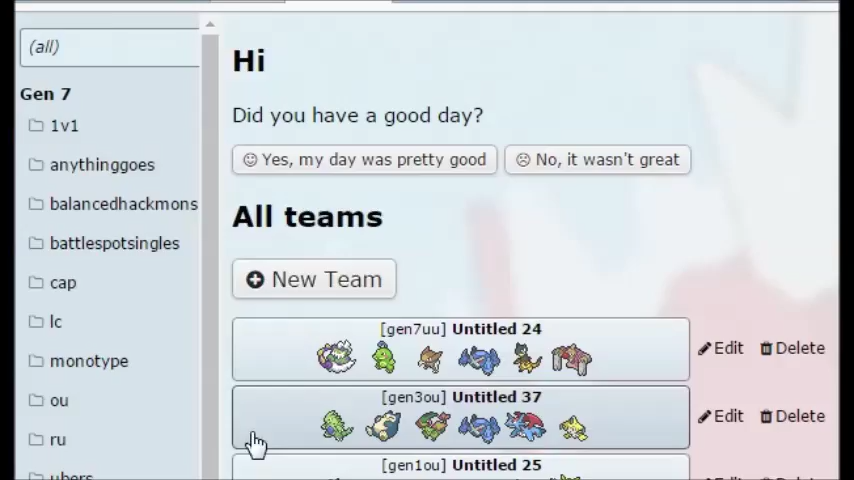 (all)
Gen 7
1v1
anythinggoes
balancedhackmons
battlespotsingles
cap
lc
monotype
ou
ru
ubers
Hi
Did you have a good day?
Yes, my day was pretty good
No, it wasn't great
All teams
New Team
[gen7uu] Untitled 24
Edit Delete
[gen3ou] Untitled 37
Edit Delete
[gen1ou] Untitled 25